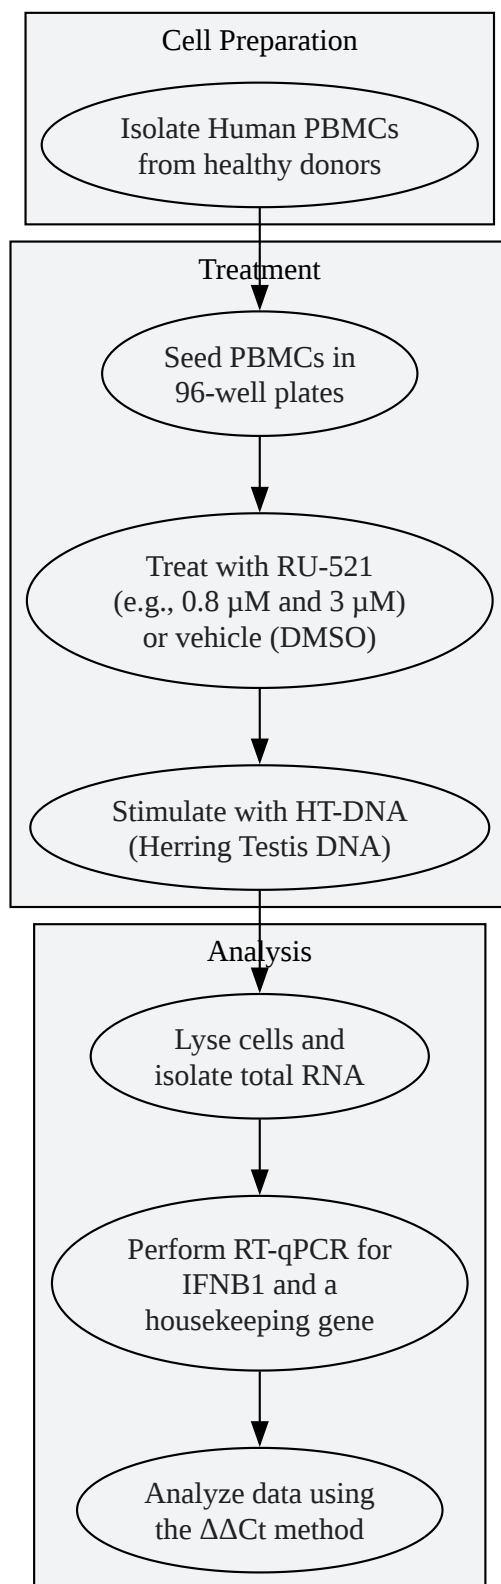 Cell Preparation
Isolate Human PBMCs
from healthy donors
Treatment
Seed PBMCs in
96-well plates
Treat with RU-521
(e.g., 0.8 µM and 3 µM)
or vehicle (DMSO)
Stimulate with HT-DNA
(Herring Testis DNA)
Analysis
Lyse cells and
isolate total RNA
Perform RT-qPCR for
IFNB1 and a
housekeeping gene
Analyze data using
the ΔΔCt method